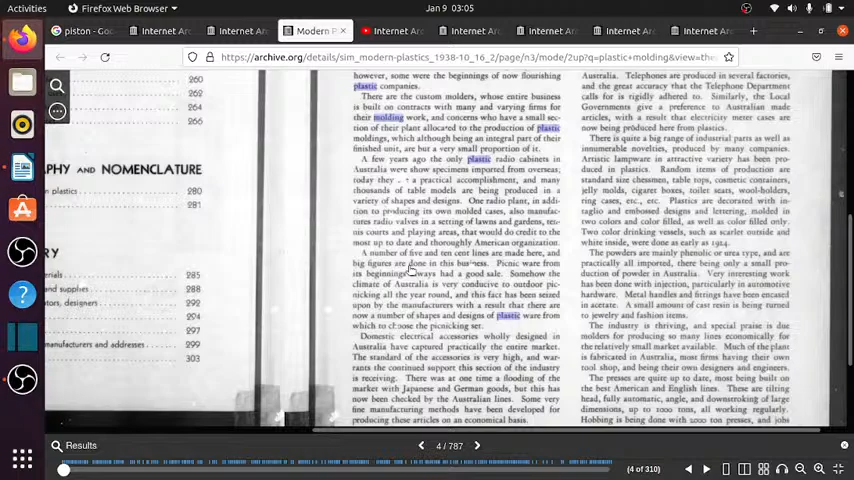 Activities
Firefox Web Browser
Jan 9 03:05
piston - Goo
Internet Ar
Internet Ar
Modern P
Internet Ar
Internet Ar
Internet Ar
Internet Ar
Internet Ar
https://archive.org/details/sim_modern-plastics_1938-10_16_2/page/n3/mode/2up?q=plastic+molding&view=the
260
262
264
266
PHY AND NOMENCLATURE
n plastics 280
281
RY
erials 285
and supplies 288
ators, designers 292
294
297
manufacturers and addresses 299
303
however, some were the beginnings of now flourishing
plastic companies.
There are the custom molders, whose entire business
is built on contracts with many and varying firms for
their molding work, and concerns who have a small sec-
tion of their plant allocated to the production of plastic
moldings, which although being an integral part of their
finished unit, are but a very small proportion of it.
A few years ago the only plastic radio cabinets in
Australia were show specimens imported from overseas;
today they are a practical accomplishment, and many
thousands of table models are being produced in a
variety of shapes and designs. One radio plant, in addi-
tion to producing its own molded cases, also manufac-
tures radio valves in a setting of lawns and gardens, ten-
nis courts and playing areas, that would do credit to the
most up to date and thoroughly American organization.
A number of five and ten cent lines are made here, and
big figures are done in this business. Picnic ware from
its beginnings always had a good sale. Somehow the
climate of Australia is very conducive to outdoor pic-
nicking all the year round, and this fact has been seized
upon by the manufacturers with a result that there are
now a number of shapes and designs of plastic ware from
which to choose the picnicking set.
Domestic electrical accessories wholly designed in
Australia have captured practically the entire market.
The standard of the accessories is very high, and war-
rants the continued support this section of the industry
is receiving. There was at one time a flooding of the
market with Japanese and German goods, but this has
now been checked by the Australian lines. Some very
fine manufacturing methods have been developed for
producing these articles on an economical basis.
Australia. Telephones are produced in several factories,
and the great accuracy that the Telephone Department
calls for is rigidly adhered to. Similarly, the Local
Governments give a preference to Australian made
articles, with a result that electricity meter cases are
now being produced here from plastics.
There is quite a big range of industrial parts as well as
innumerable novelties, produced by many companies.
Artistic lampware in attractive variety has been pro-
duced in plastic. Random items of production are
standard size chessmen, table tops, cosmetic containers,
jelly molds, cigaret boxes, toilet seats, wool-holders,
ring cases, etc., etc. Plastics are decorated with in-
taglio and embossed designs and lettering, molded in
two colors and color filled, as well as color filled only.
Two color drinking vessels, such as scarlet outside and
white inside, were done as early as 1924.
The powders are mainly phenolic or urea type, and are
practically all imported, there being only a small pro-
duction of powder in Australia. Very interesting work
has been done with injection, particularly in automotive
hardware. Metal handles and fittings have been encased
in acetate. A small amount of cast resin is being turned
to jewelry and fashion items.
The industry is thriving, and special praise is due
molders for producing so many lines economically for
the relatively small market available. Much of the plant
is fabricated in Australia, most firms having their own
tool shop, and being their own designers and engineers.
The presses are quite up to date, most being built on
the best American and English lines. These are tilting
head, fully automatic, angle, and downstroking of large
dimensions, up to 1000 tons, all working regularly.
Hobbing is being done with 2000 ton presses, and jobs
Results
4 / 787
(4 of 310)